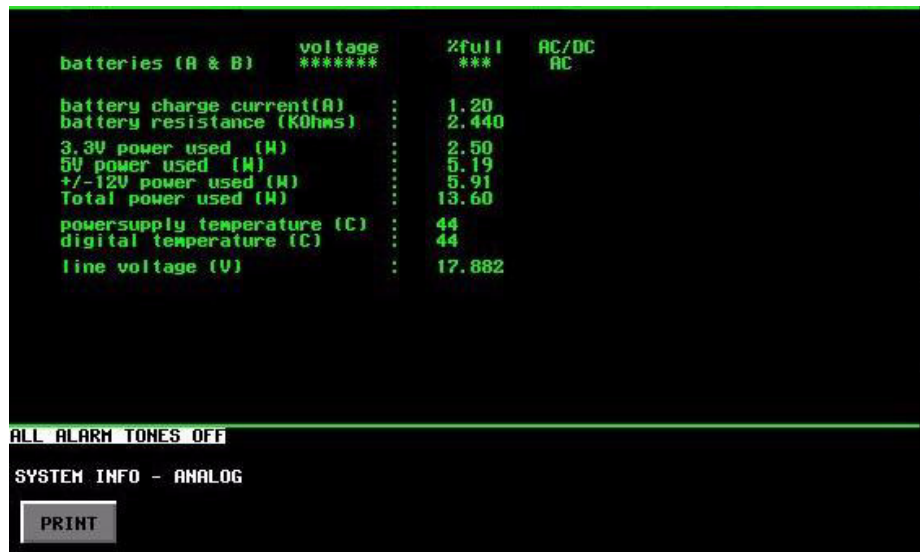 voltage %full AC/DC
batteries (A & B) ******* *** AC
battery charge current(A) : 1.20
battery resistance (KOhms) : 2.440
3.3V power used (W) : 2.50
5V power used (W) : 5.19
+/-12V power used (W) : 5.91
Total power used (W) : 13.60
powersupply temperature (C) : 44
digital temperature (C) : 44
line voltage (V) : 17.882
ALL ALARM TONES OFF
SYSTEM INFO - ANALOG
PRINT